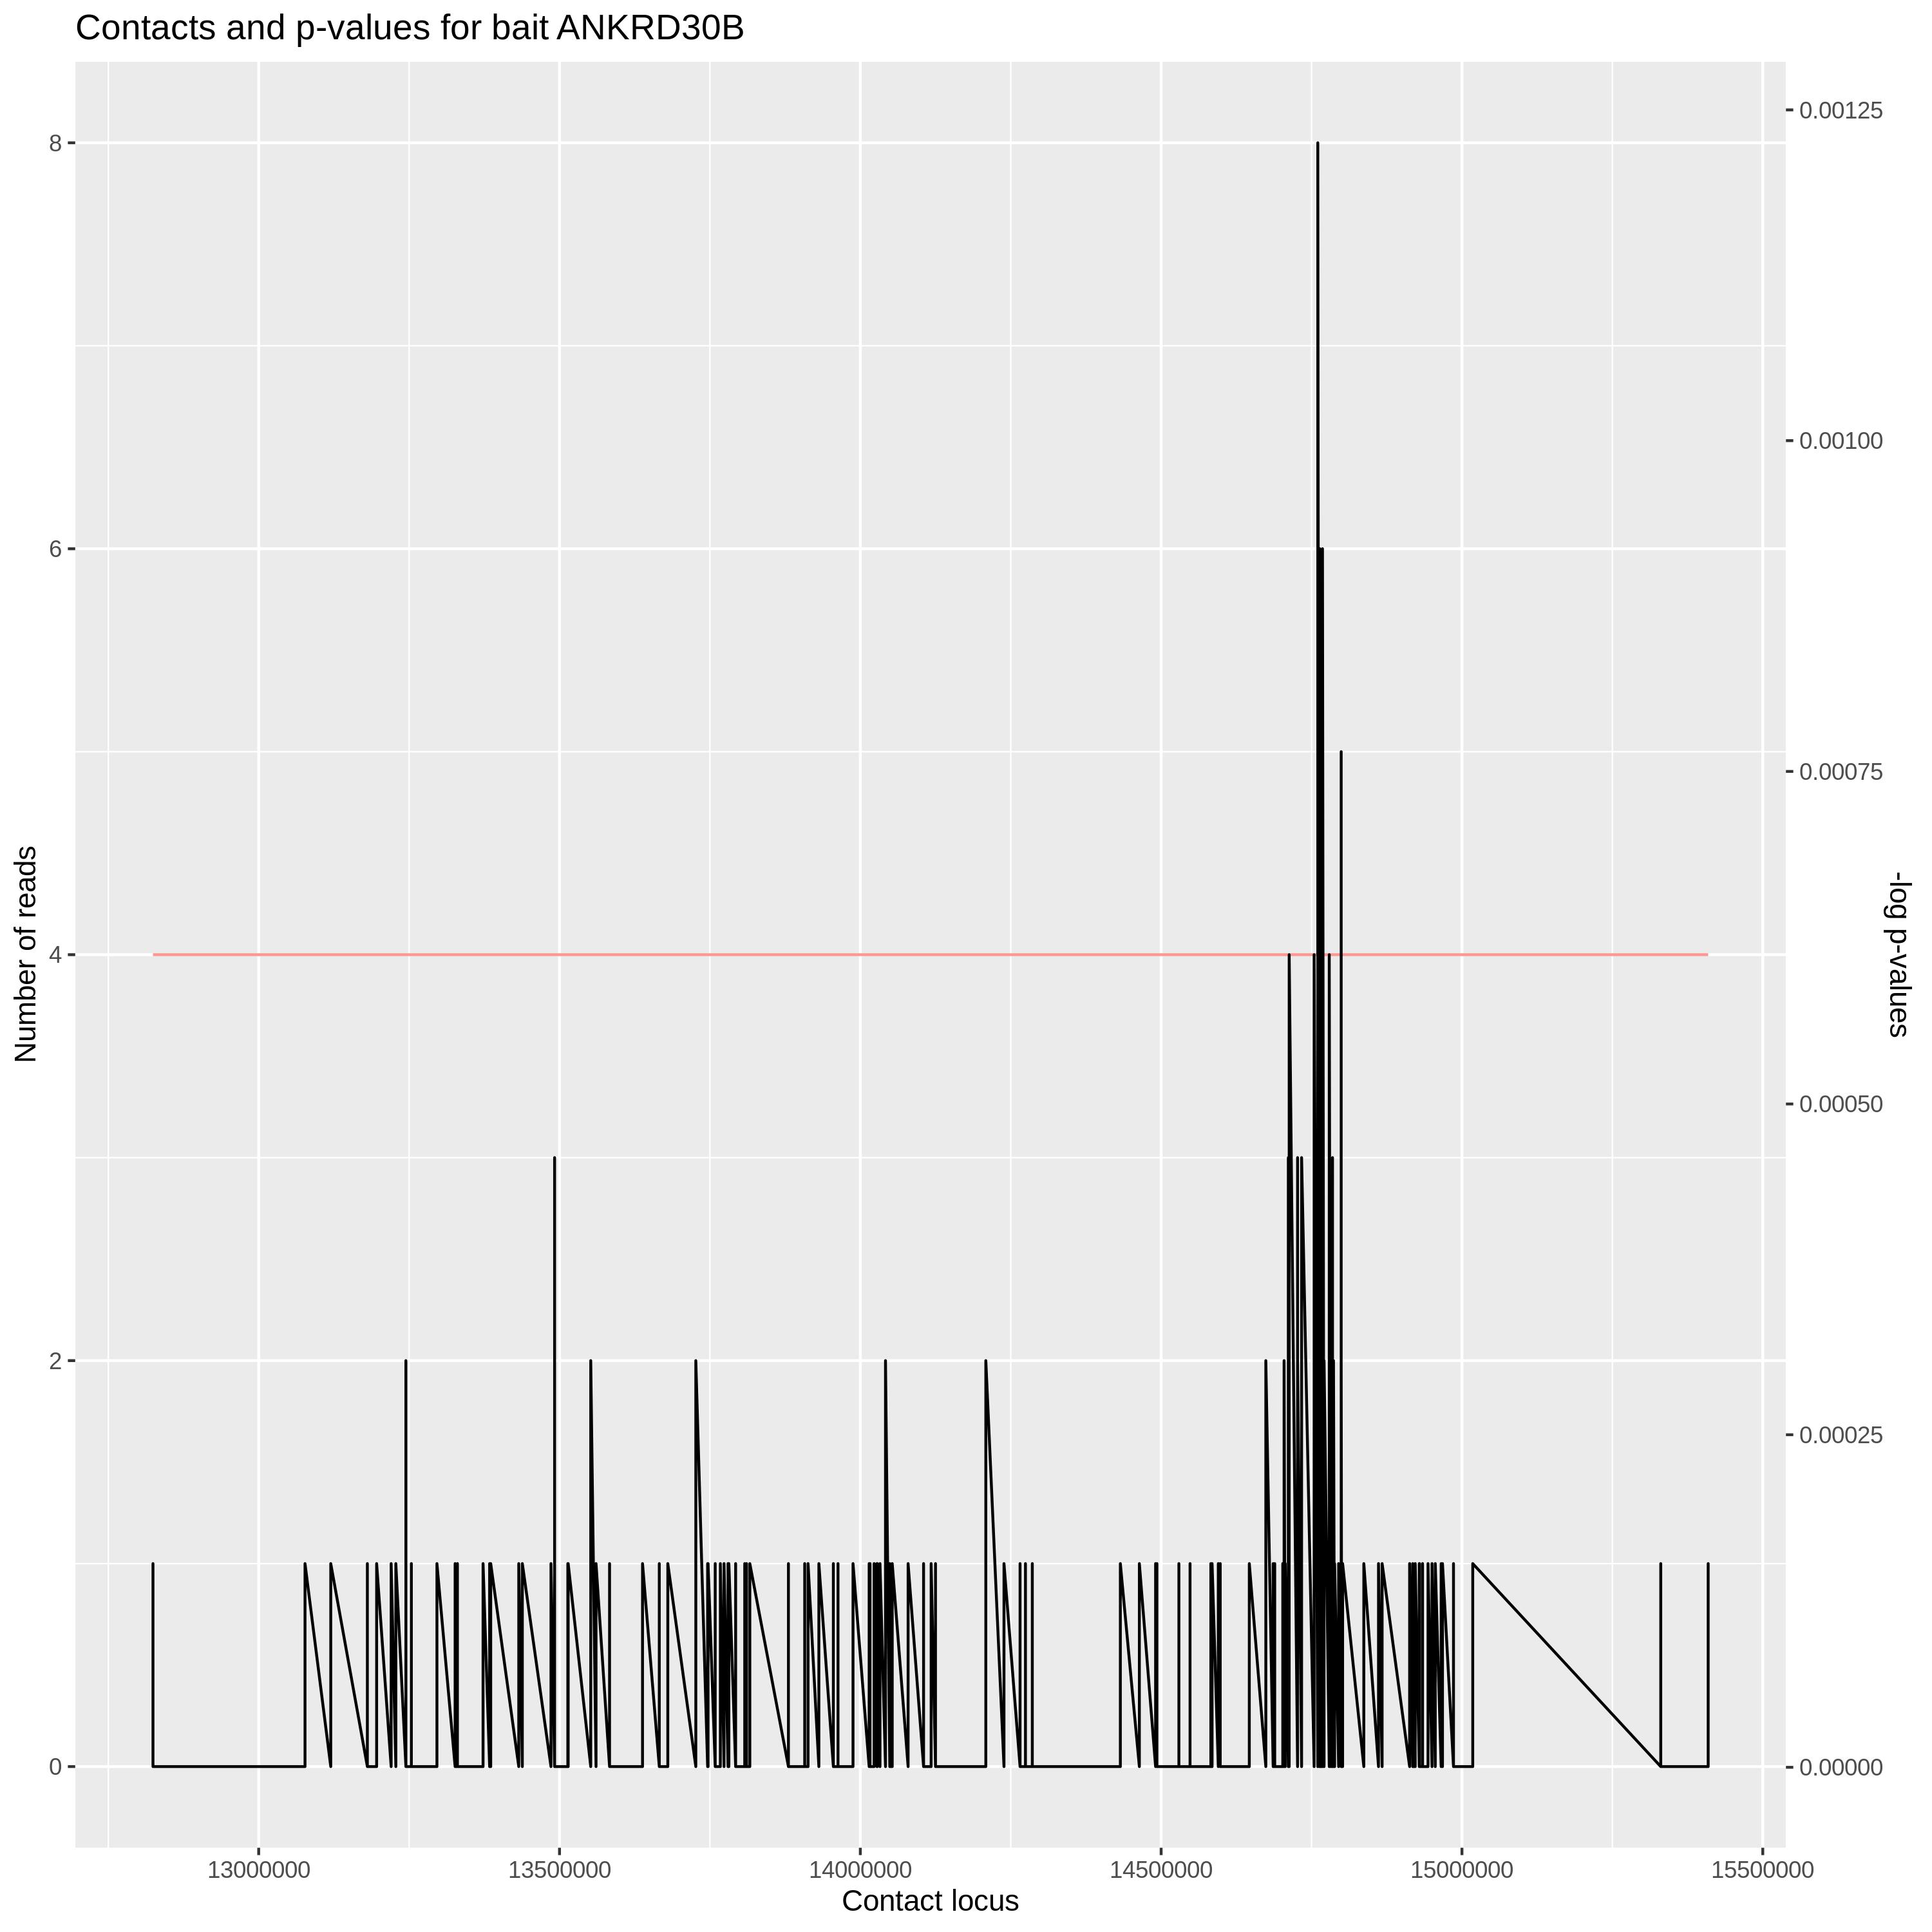 Contacts and p-values for bait ANKRD30B
8
6
4
2
0
Number of reads
0.00125
0.00100
0.00075
0.00050
0.00025
0.00000
-log p-values
13000000 13500000 14000000 14500000 15000000 15500000
Contact locus